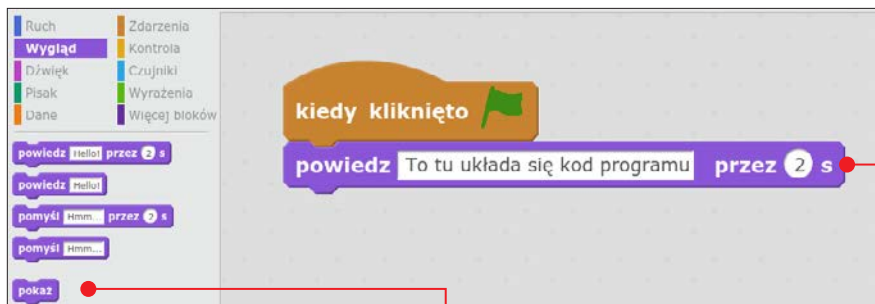 Ruch Zdarzenia
Wygląd Kontrola
Dźwięk Czujniki
Pisak Wyrażenia
Dane Więcej bloków
powiedz Hello! przez 2 s
powiedz Hello!
pomyśl Hmm... przez 2 s
pomyśl Hmm...
pokaż
kiedy kliknięto
powiedz To tu układa się kod programu przez 2 s